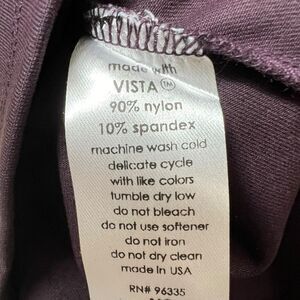 made with
VISTA™
90% nylon
10% spandex
machine wash cold
delicate cycle
with like colors
tumble dry low
do not bleach
do not use softener
do not iron
do not dry clean
made in USA
RN# 96335